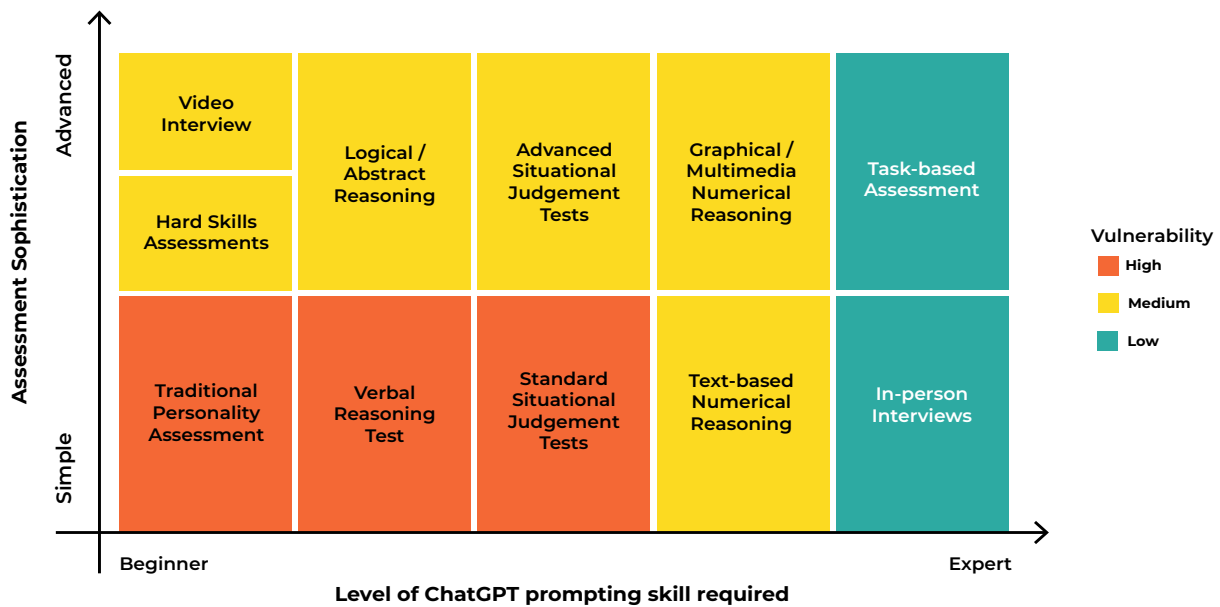 Assessment Sophistication
Advanced
Simple
Video
Interview
Hard Skills
Assessments
Logical /
Abstract
Reasoning
Advanced
Situational
Judgement
Tests
Graphical /
Multimedia
Numerical
Reasoning
Task-based
Assessment
Traditional
Personality
Assessment
Verbal
Reasoning
Test
Standard
Situational
Judgement
Tests
Text-based
Numerical
Reasoning
In-person
Interviews
Vulnerability
High
Medium
Low
Beginner
Expert
Level of ChatGPT prompting skill required